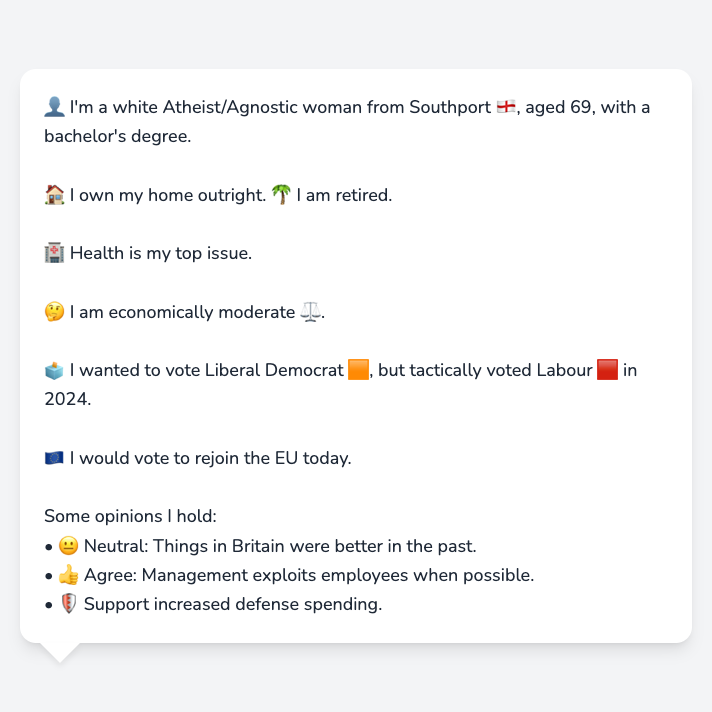 👤 I'm a white Atheist/Agnostic woman from Southport 🏴󠁧󠁢󠁥󠁮󠁧󠁿, aged 69, with a
bachelor's degree.
🏠 I own my home outright. 🌴 I am retired.
🏥 Health is my top issue.
🤔 I am economically moderate ⚖️.
🗳️ I wanted to vote Liberal Democrat 🟧, but tactically voted Labour 🟥 in
2024.
🇪🇺 I would vote to rejoin the EU today.
Some opinions I hold:
• 😐 Neutral: Things in Britain were better in the past.
• 👍 Agree: Management exploits employees when possible.
• 🛡️ Support increased defense spending.